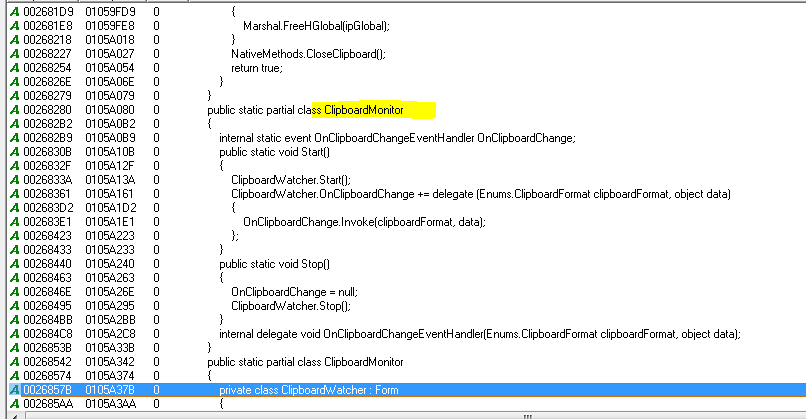 A 002681D9 01059FD9 0 {
A 002681E8 01059FE8 0 Marshal.FreeHGlobal(ipGlobal);
A 00268218 0105A018 0 }
A 00268227 0105A027 0 NativeMethods.CloseClipboard();
A 00268254 0105A054 0 return true;
A 0026826E 0105A06E 0 }
A 00268279 0105A079 0 }
A 00268280 0105A080 0 public static partial class ClipboardMonitor
A 002682B2 0105A0B2 0 {
A 002682B9 0105A0B9 0 internal static event OnClipboardChangeEventHandler OnClipboardChange;
A 0026830B 0105A10B 0 public static void Start()
A 0026832F 0105A12F 0 {
A 0026833A 0105A13A 0 ClipboardWatcher.Start();
A 00268361 0105A161 0 ClipboardWatcher.OnClipboardChange += delegate (Enums.ClipboardFormat clipboardFormat, object data)
A 002683D2 0105A1D2 0 {
A 002683E1 0105A1E1 0 OnClipboardChange.Invoke(clipboardFormat, data);
A 00268423 0105A223 0 };
A 00268433 0105A233 0 }
A 00268440 0105A240 0 public static void Stop()
A 00268463 0105A263 0 {
A 0026846E 0105A26E 0 OnClipboardChange = null;
A 00268495 0105A295 0 ClipboardWatcher.Stop();
A 002684BB 0105A2BB 0 }
A 002684C8 0105A2C8 0 internal delegate void OnClipboardChangeEventHandler(Enums.ClipboardFormat clipboardFormat, object data);
A 0026853B 0105A33B 0 }
A 00268542 0105A342 0 public static partial class ClipboardMonitor
A 00268574 0105A374 0 {
A 0026857B 0105A37B 0 private class ClipboardWatcher : Form
A 002685AA 0105A3AA 0 {